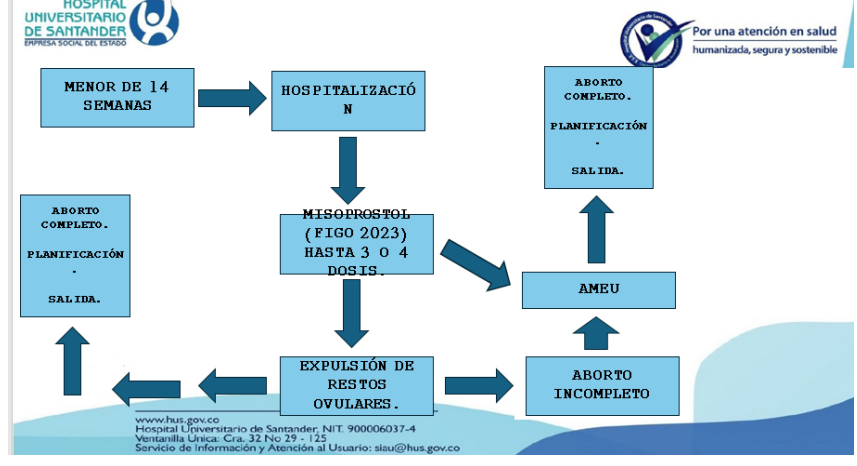 HOSPITAL
UNIVERSITARIO
DE SANTANDER
EMPRESA SOCIAL DEL ESTADO
Por una atención en salud
humanizada, segura y sostenible
MENOR DE 14
SEMANAS
HOSPITALIZACIÓ
N
ABORTO
COMPLETO.
PLANIFICACIÓN
.
SALIDA.
MISOPROSTOL
(FIGO 2023)
HASTA 3 O 4
DOSIS.
ABORTO
COMPLETO.
PLANIFICACIÓN
.
SALIDA.
AMEU
EXPULSIÓN DE
RESTOS
OVULARES.
ABORTO
INCOMPLETO
www.hus.gov.co
Hospital Universitario de Santander, NIT. 900006037-4
Ventanilla Única: Cra. 32 No 29 - 125
Servicio de Información y Atención al Usuario: siau@hus.gov.co